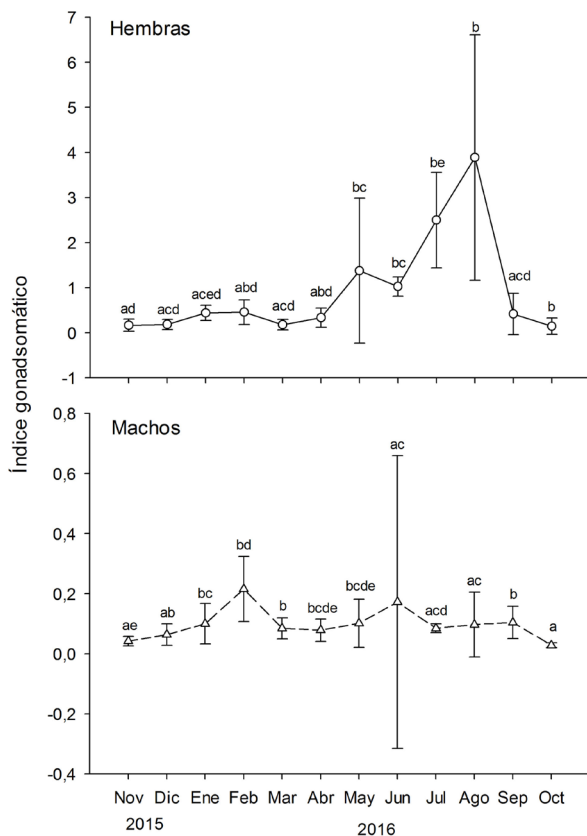 Índice gonadsomático
7
6
5
4
3
2
1
0
-1
Hembras
ad
acd
aced
abd
acd
abd
bc
bc
be
b
acd
b
0,8
0,6
0,4
0,2
0,0
-0,2
-0,4
Machos
ae
ab
bc
bd
b
bcde
bcde
ac
acd
ac
b
a
Nov Dic Ene Feb Mar Abr May Jun Jul Ago Sep Oct
2015 2016